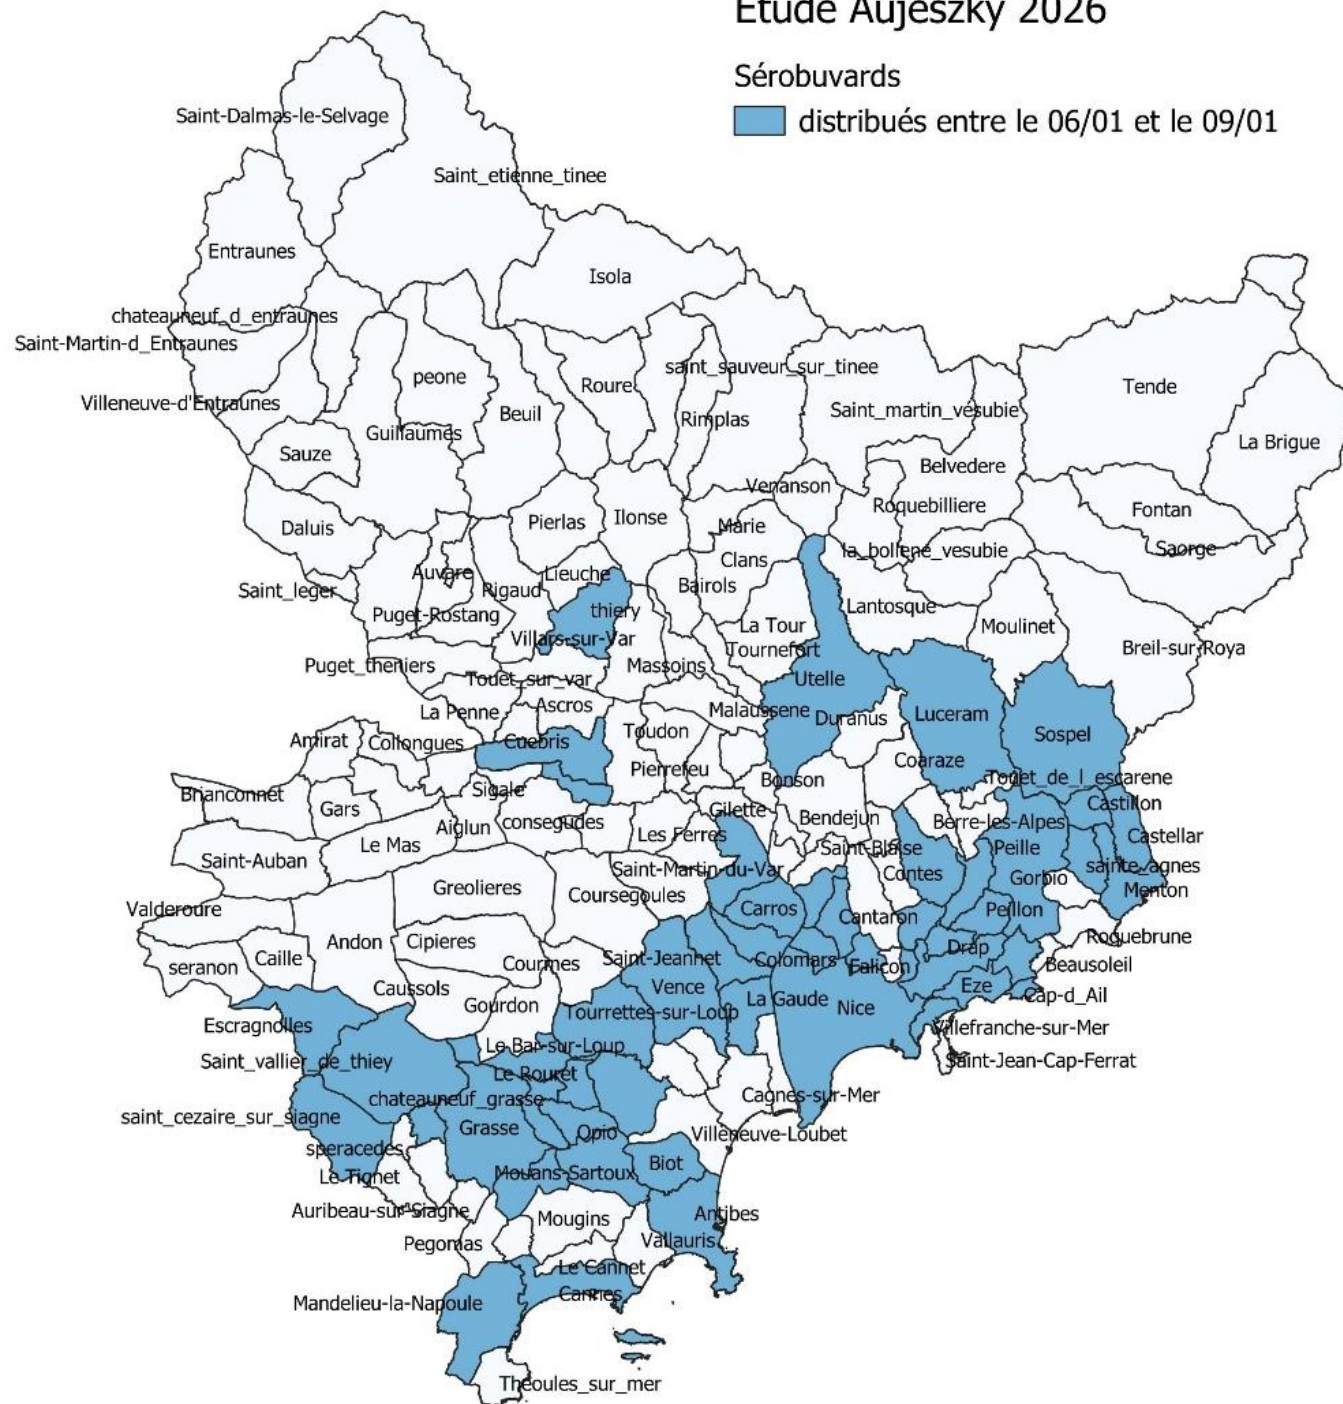 Etude Aujeszky 2026
Sérobuvards
distribués entre le 06/01 et le 09/01
Saint-Dalmas-le-Selvage
Saint_etienne_tinee
Entraunes
Isola
chateauneuf_d_entraunes
Saint-Martin-d_Entraunes
saint_sauveur_sur_tinee
peone
Roure
Tende
Villeneuve-d'Entraunes
Beuil
Rimplas
Saint_martin_vésubie
Guillaumes
La Brigue
Sauze
Belvedere
Venanson
Roquebilliere
Fontan
Daluis
Pierlas
Ilonse
Marie
la_bollene_vesubie
Saorge
Clans
Auvare
Lieuche
Saint_leger
Rigaud
Bairols
Puget-Rostang
thiery
Lantosque
La Tour
Moulinet
Villars-sur-Var
Tournefort
Breil-sur-Roya
Puget_theniers
Massoins
Touet_sur_var
Utelle
La Penne
Ascros
Malaussene
Duranus
Luceram
Toudon
Sospel
Amirat
Collongues
Cuebris
Coaraze
Pierrefeu
Bonson
Touet_de_l_escarene
Brianconnet
Sigale
Castillon
Gars
Gilette
Bendejun
Berre-les-Alpes
Aiglun
consegudes
Les Ferres
Castellar
Le Mas
Saint-Blaise
Peille
Saint-Auban
Saint-Martin-du-Var
sainte_agnes
Contes
Gorbio
Greolieres
Coursegoules
Menton
Valderoure
Carros
Cantaron
Peillon
Andon
Cipieres
Roquebrune
Caille
Courmes
Saint-Jeannet
Colomars
Drap
seranon
Falicon
Beausoleil
Caussols
Vence
Eze
Cap-d_Ail
Gourdon
La Gaude
Nice
Tourrettes-sur-Loup
Escragnolles
Villefranche-sur-Mer
Le Bar-sur-Loup
Saint_vallier_de_thiey
Saint-Jean-Cap-Ferrat
Le Rouret
chateauneuf_grasse
Cagnes-sur-Mer
saint_cezaire_sur_siagne
Grasse
Opio
Villeneuve-Loubet
speracedes
Mouans-Sartoux
Biot
Le Tignet
Auribeau-sur-Siagne
Mougins
Antibes
Pegomas
Vallauris
Le Cannet
Cannes
Mandelieu-la-Napoule
Theoules_sur_mer